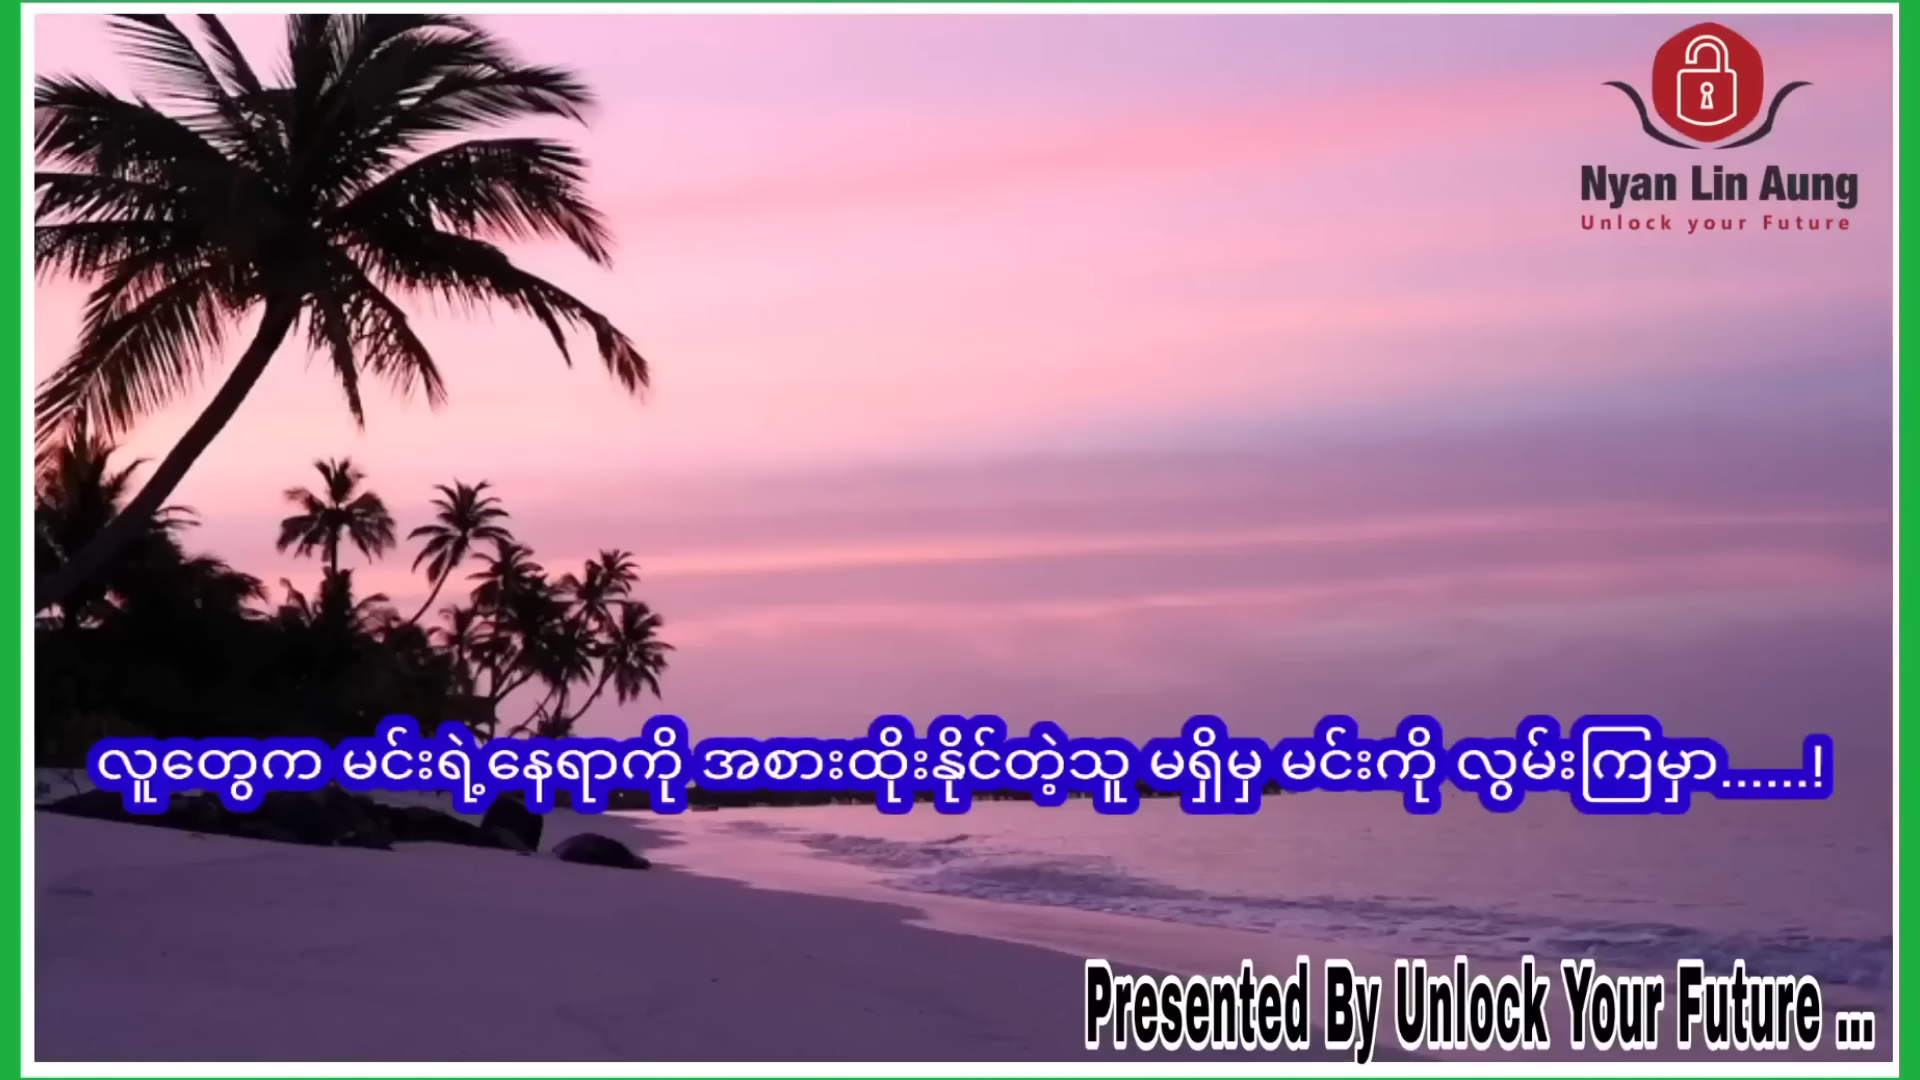 Nyan Lin Aung
Unlock your Future
လူတွေက မင်းရဲ့နေရာကို အစားထိုးနိုင်တဲ့သူ မရှိမှ မင်းကို လွမ်းကြမှာ......!
Presented By Unlock Your Future ...